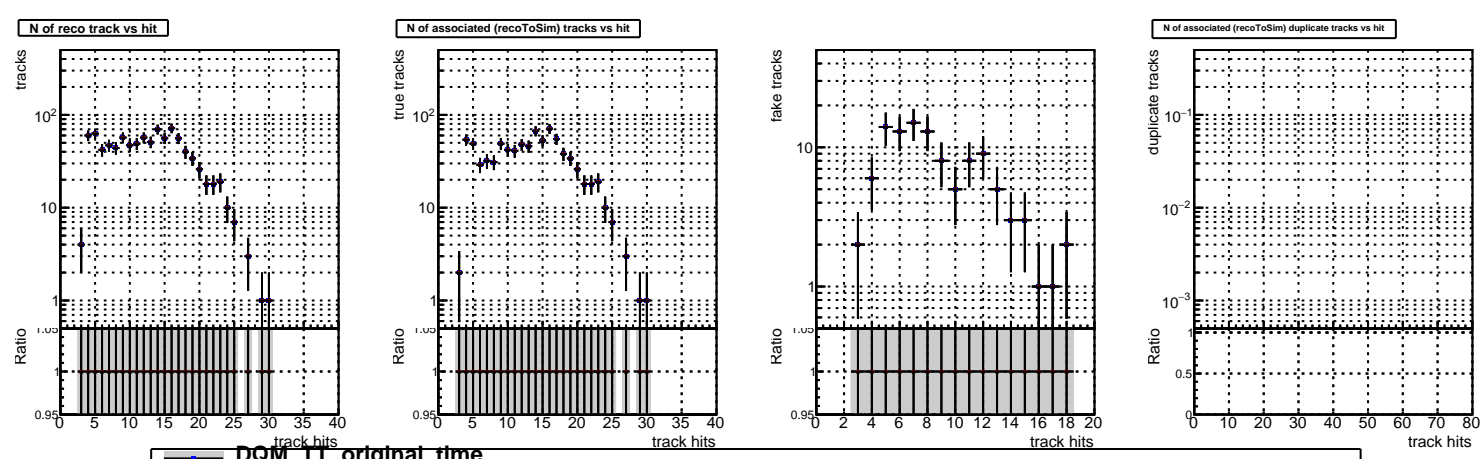 N of reco track vs hit
tracks
10²
10
1
1.05
Ratio
1
0.95
0 5 10 15 20 25 30 35 40
track hits
N of associated (recoToSim) tracks vs hit
true tracks
10²
10
1
1.05
Ratio
1
0.95
0 5 10 15 20 25 30 35 40
track hits
fake tracks
10
1
1.05
Ratio
1
0.95
0 2 4 6 8 10 12 14 16 18 20
track hits
N of associated (recoToSim) duplicate tracks vs hit
duplicate tracks
10⁻¹
10⁻²
10⁻³
Ratio
1
0.5
0
0 10 20 30 40 50 60 70 80
track hits
DQM_TT_original_time